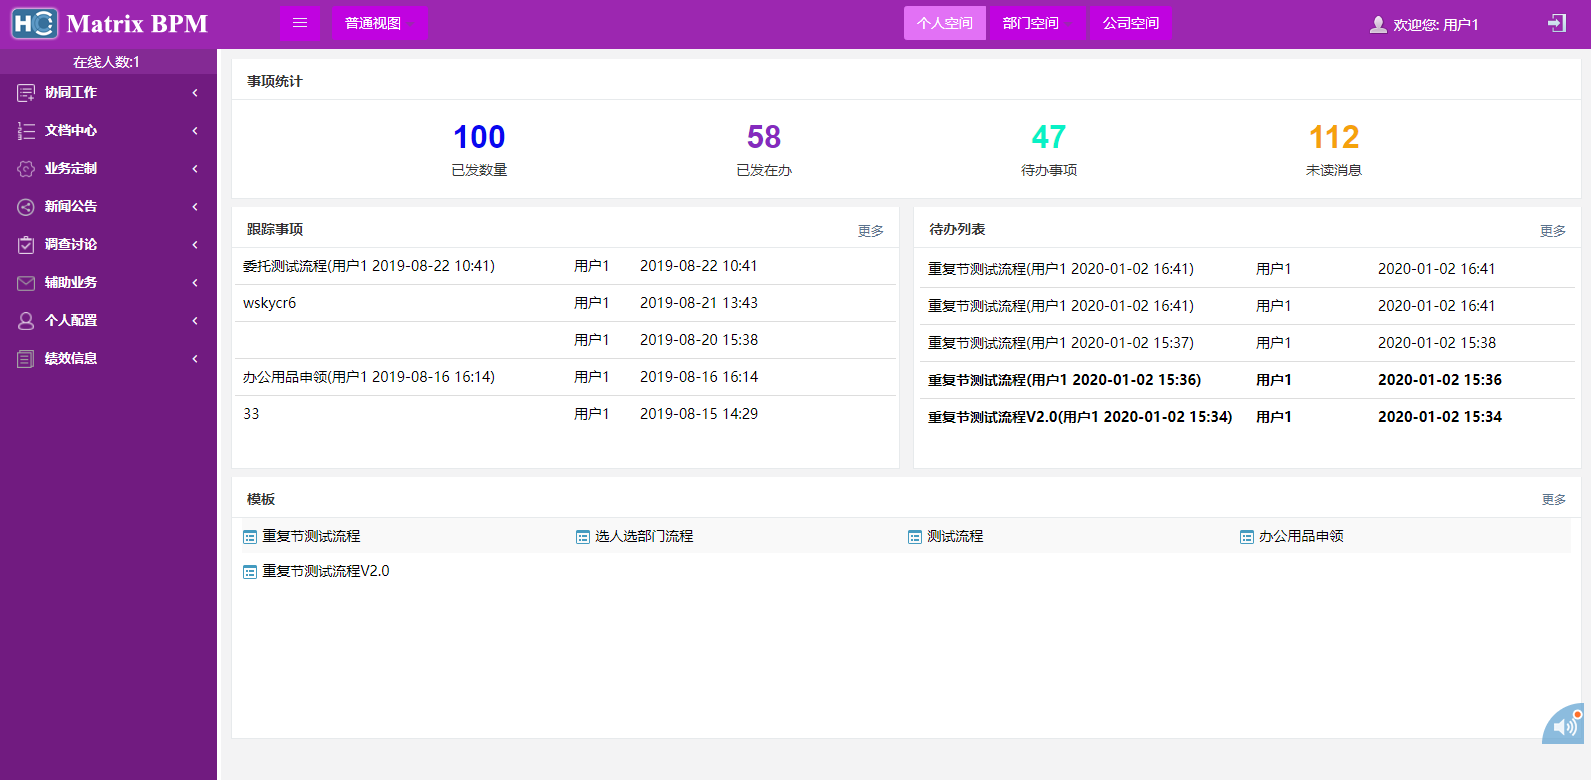 HC Matrix BPM
普通视图
个人空间 部门空间 公司空间
欢迎您: 用户1
在线人数:1
协同工作
文档中心
业务定制
新闻公告
调查讨论
辅助业务
个人配置
绩效信息
事项统计
100 58 47 112
已发数量 已发在办 待办事项 未读消息
跟踪事项 更多
委托测试流程(用户1 2019-08-22 10:41) 用户1 2019-08-22 10:41
wskycr6 用户1 2019-08-21 13:43
用户1 2019-08-20 15:38
办公用品申领(用户1 2019-08-16 16:14) 用户1 2019-08-16 16:14
33 用户1 2019-08-15 14:29
待办列表 更多
重复节测试流程(用户1 2020-01-02 16:41) 用户1 2020-01-02 16:41
重复节测试流程(用户1 2020-01-02 16:41) 用户1 2020-01-02 16:41
重复节测试流程(用户1 2020-01-02 15:37) 用户1 2020-01-02 15:38
重复节测试流程(用户1 2020-01-02 15:36) 用户1 2020-01-02 15:36
重复节测试流程V2.0(用户1 2020-01-02 15:34) 用户1 2020-01-02 15:34
模板 更多
重复节测试流程 选人选部门流程 测试流程 办公用品申领
重复节测试流程V2.0